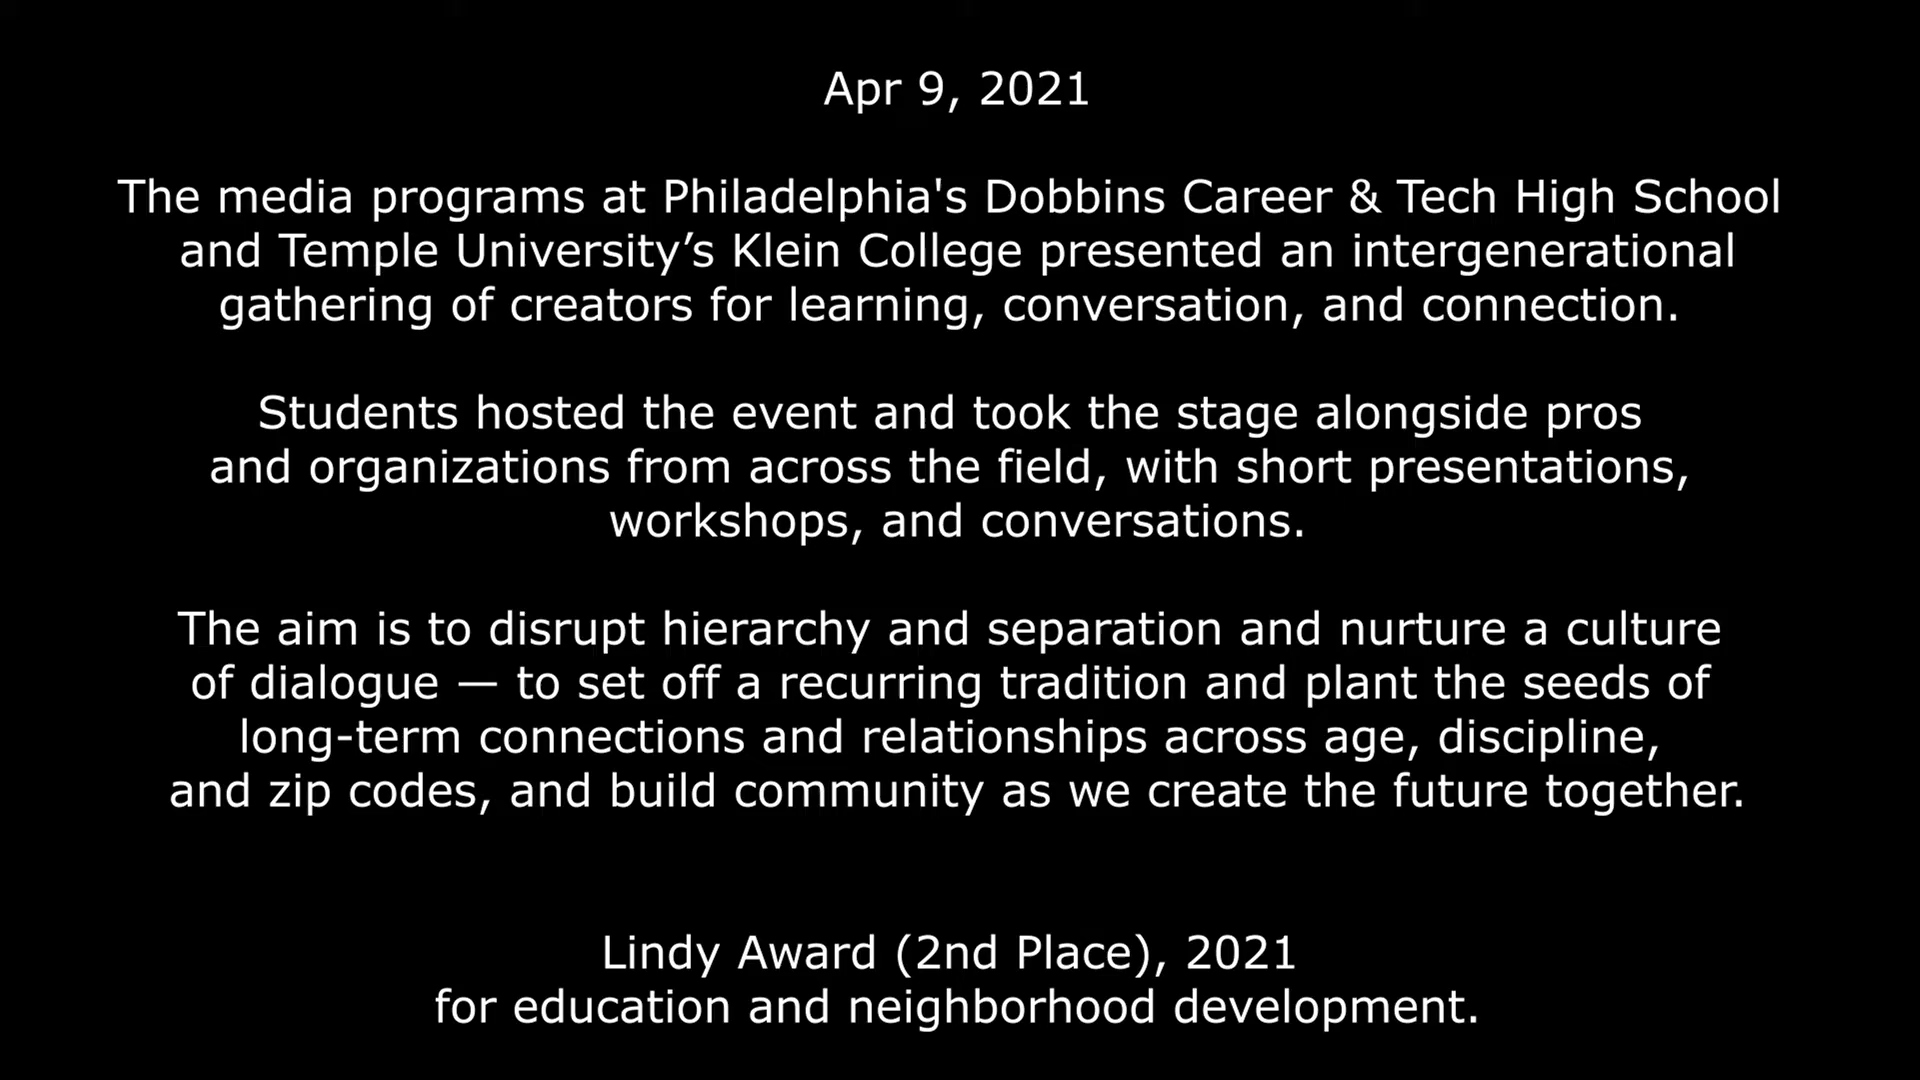 Apr 9, 2021
The media programs at Philadelphia's Dobbins Career & Tech High School
and Temple University’s Klein College presented an intergenerational
gathering of creators for learning, conversation, and connection.
Students hosted the event and took the stage alongside pros
and organizations from across the field, with short presentations,
workshops, and conversations.
The aim is to disrupt hierarchy and separation and nurture a culture
of dialogue — to set off a recurring tradition and plant the seeds of
long-term connections and relationships across age, discipline,
and zip codes, and build community as we create the future together.
Lindy Award (2nd Place), 2021
for education and neighborhood development.